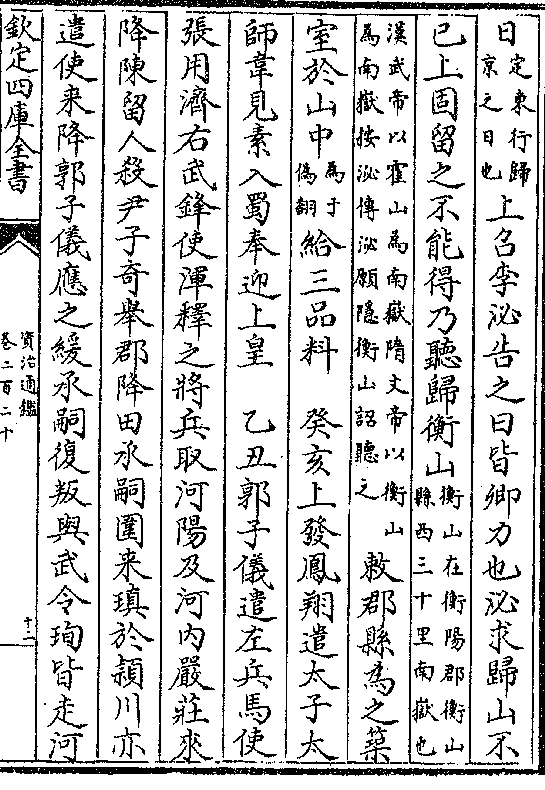 日定東行歸京之日也上召李泌告之曰皆卿力也泌求歸山不
已上固留之不能得乃聽歸衡山衡山在衡陽郡衡山縣西三十里南嶽也
漢武帝以霍山為南嶽隋文帝以衡山為南嶽按泌傳泌願隱衡山詔聽之敕郡縣為之築
室於山中為于偽翻給三品料 癸亥上發鳳翔遣太子太
師韋見素入蜀奉迎上皇 乙丑郭子儀遣左兵馬使
張用濟右武鋒使渾釋之將兵取河陽及河內嚴莊來
降陳留人殺尹子奇舉郡降田承嗣圍来瑱於潁川亦
遣使来降郭子儀應之緩承嗣復叛與武令珣皆走河
欽定四庫全書
資治通鑑
卷二百二十
十二